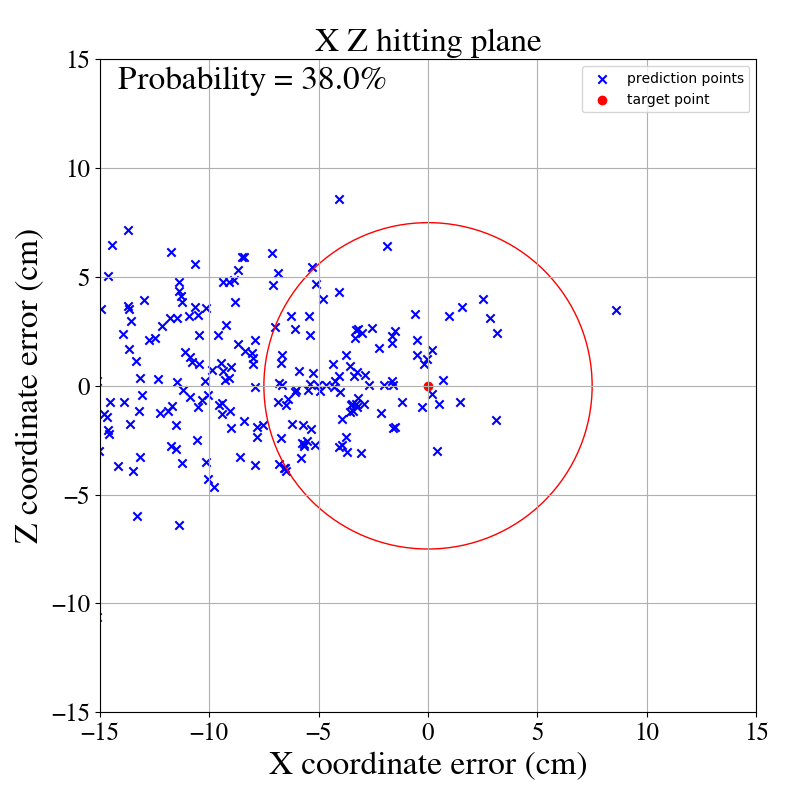 X Z hitting plane
Probability = 38.0%
prediction points
target point
Z coordinate error (cm)
15
10
5
0
−5
−10
−15
−15
−10
−5
0
5
10
15
X coordinate error (cm)